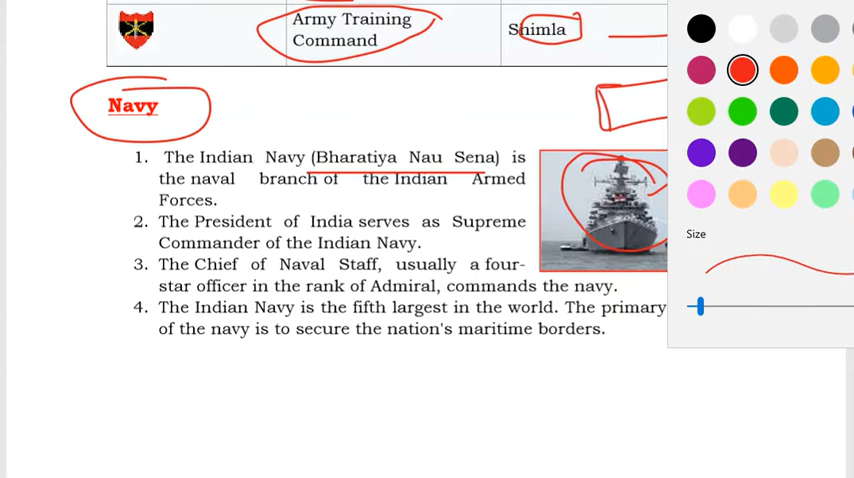 Army Training
Command
Shimla
Navy
1. The Indian Navy (Bharatiya Nau Sena) is
the naval branch of the Indian Armed
Forces.
2. The President of India serves as Supreme
Commander of the Indian Navy.
3. The Chief of Naval Staff, usually a four-
star officer in the rank of Admiral, commands the navy.
4. The Indian Navy is the fifth largest in the world. The primary
of the navy is to secure the nation's maritime borders.
Size